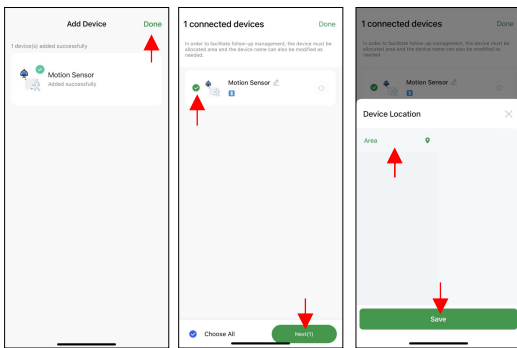 Add Device
Done
1 device(s) added successfully
Motion Sensor
Added successfully
1 connected devices
Done
In order to facilitate follow-up management, the device must be
allocated area and the device name can also be modified as
needed.
Motion Sensor
Choose All
Next(1)
1 connected devices
Done
In order to facilitate follow-up management, the device must be
allocated area and the device name can also be modified as
needed.
Motion Sensor
Device Location
Area
Save